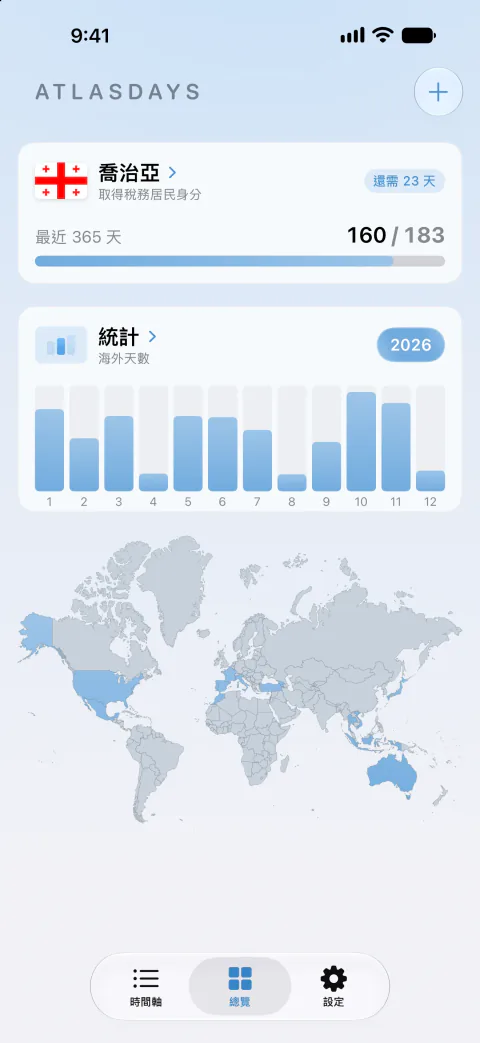 9:41
ATLASDAYS
喬治亞
取得稅務居民身分
還需 23 天
最近 365 天
160 / 183
統計
海外天數
2026
1 2 3 4 5 6 7 8 9 10 11 12
時間軸 總覽 設定